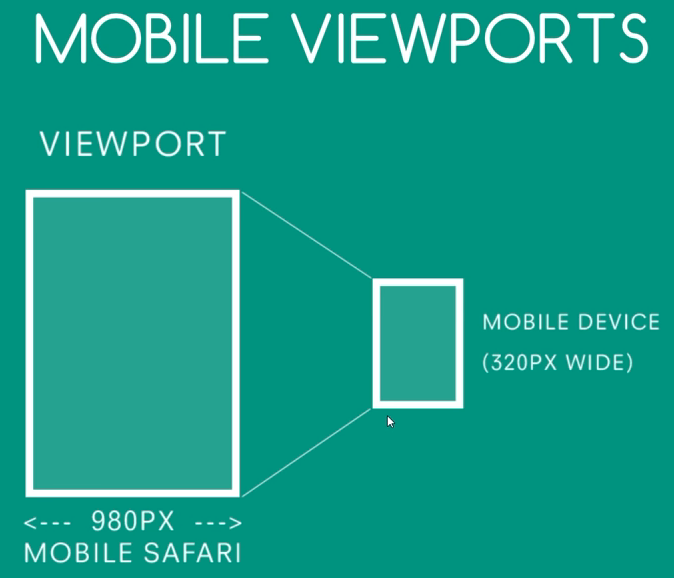 MOBILE VIEWPORTS
VIEWPORT
MOBILE DEVICE
(320PX WIDE)
<--- 980PX --->
MOBILE SAFARI